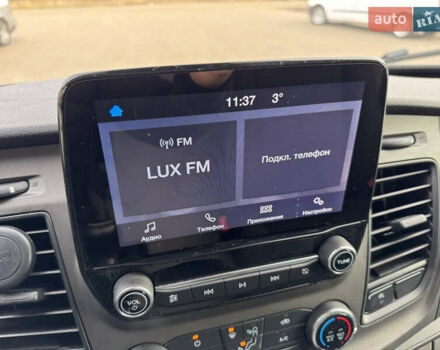 auto RIA
11:37 3°
FM
LUX FM
Подкл. телефон
Аудио
Телефон
Приложения
Настройки
VOL
TUNE